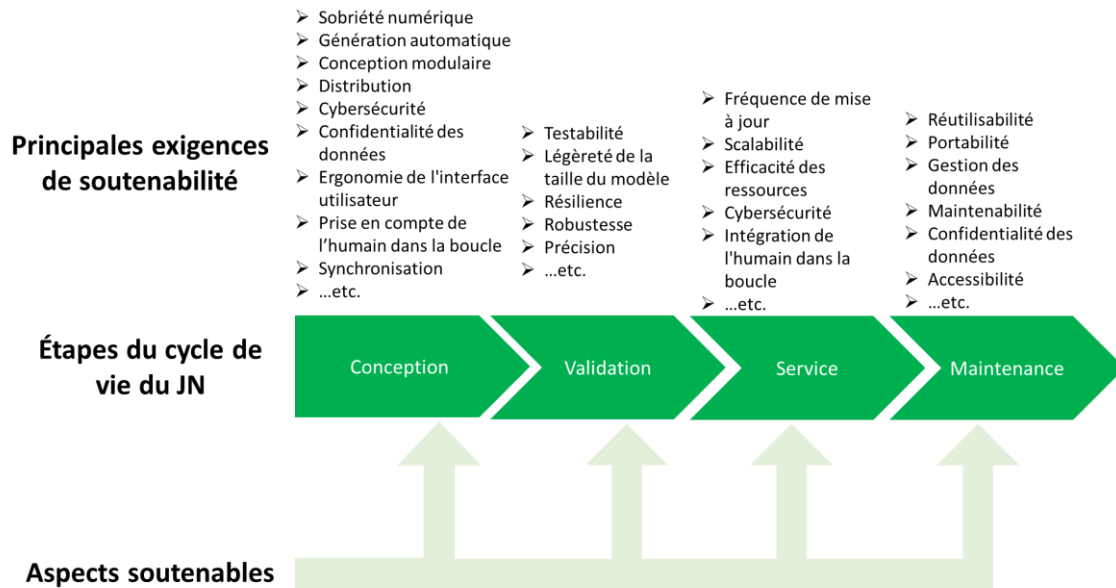 Principales exigences
de soutenabilité
➢ Sobriété numérique
➢ Génération automatique
➢ Conception modulaire
➢ Distribution
➢ Cybersécurité
➢ Confidentialité des
données
➢ Ergonomie de l'interface
utilisateur
➢ Prise en compte de
l’humain dans la boucle
➢ Synchronisation
➢ …etc.
➢ Testabilité
➢ Légèreté de la
taille du modèle
➢ Résilience
➢ Robustesse
➢ Précision
➢ …etc.
➢ Fréquence de mise
à jour
➢ Scalabilité
➢ Efficacité des
ressources
➢ Cybersécurité
➢ Intégration de
l'humain dans la
boucle
➢ …etc.
➢ Réutilisabilité
➢ Portabilité
➢ Gestion des
données
➢ Maintenabilité
➢ Confidentialité des
données
➢ Accessibilité
➢ …etc.
Étapes du cycle de
vie du JN
Conception
Validation
Service
Maintenance
Aspects soutenables